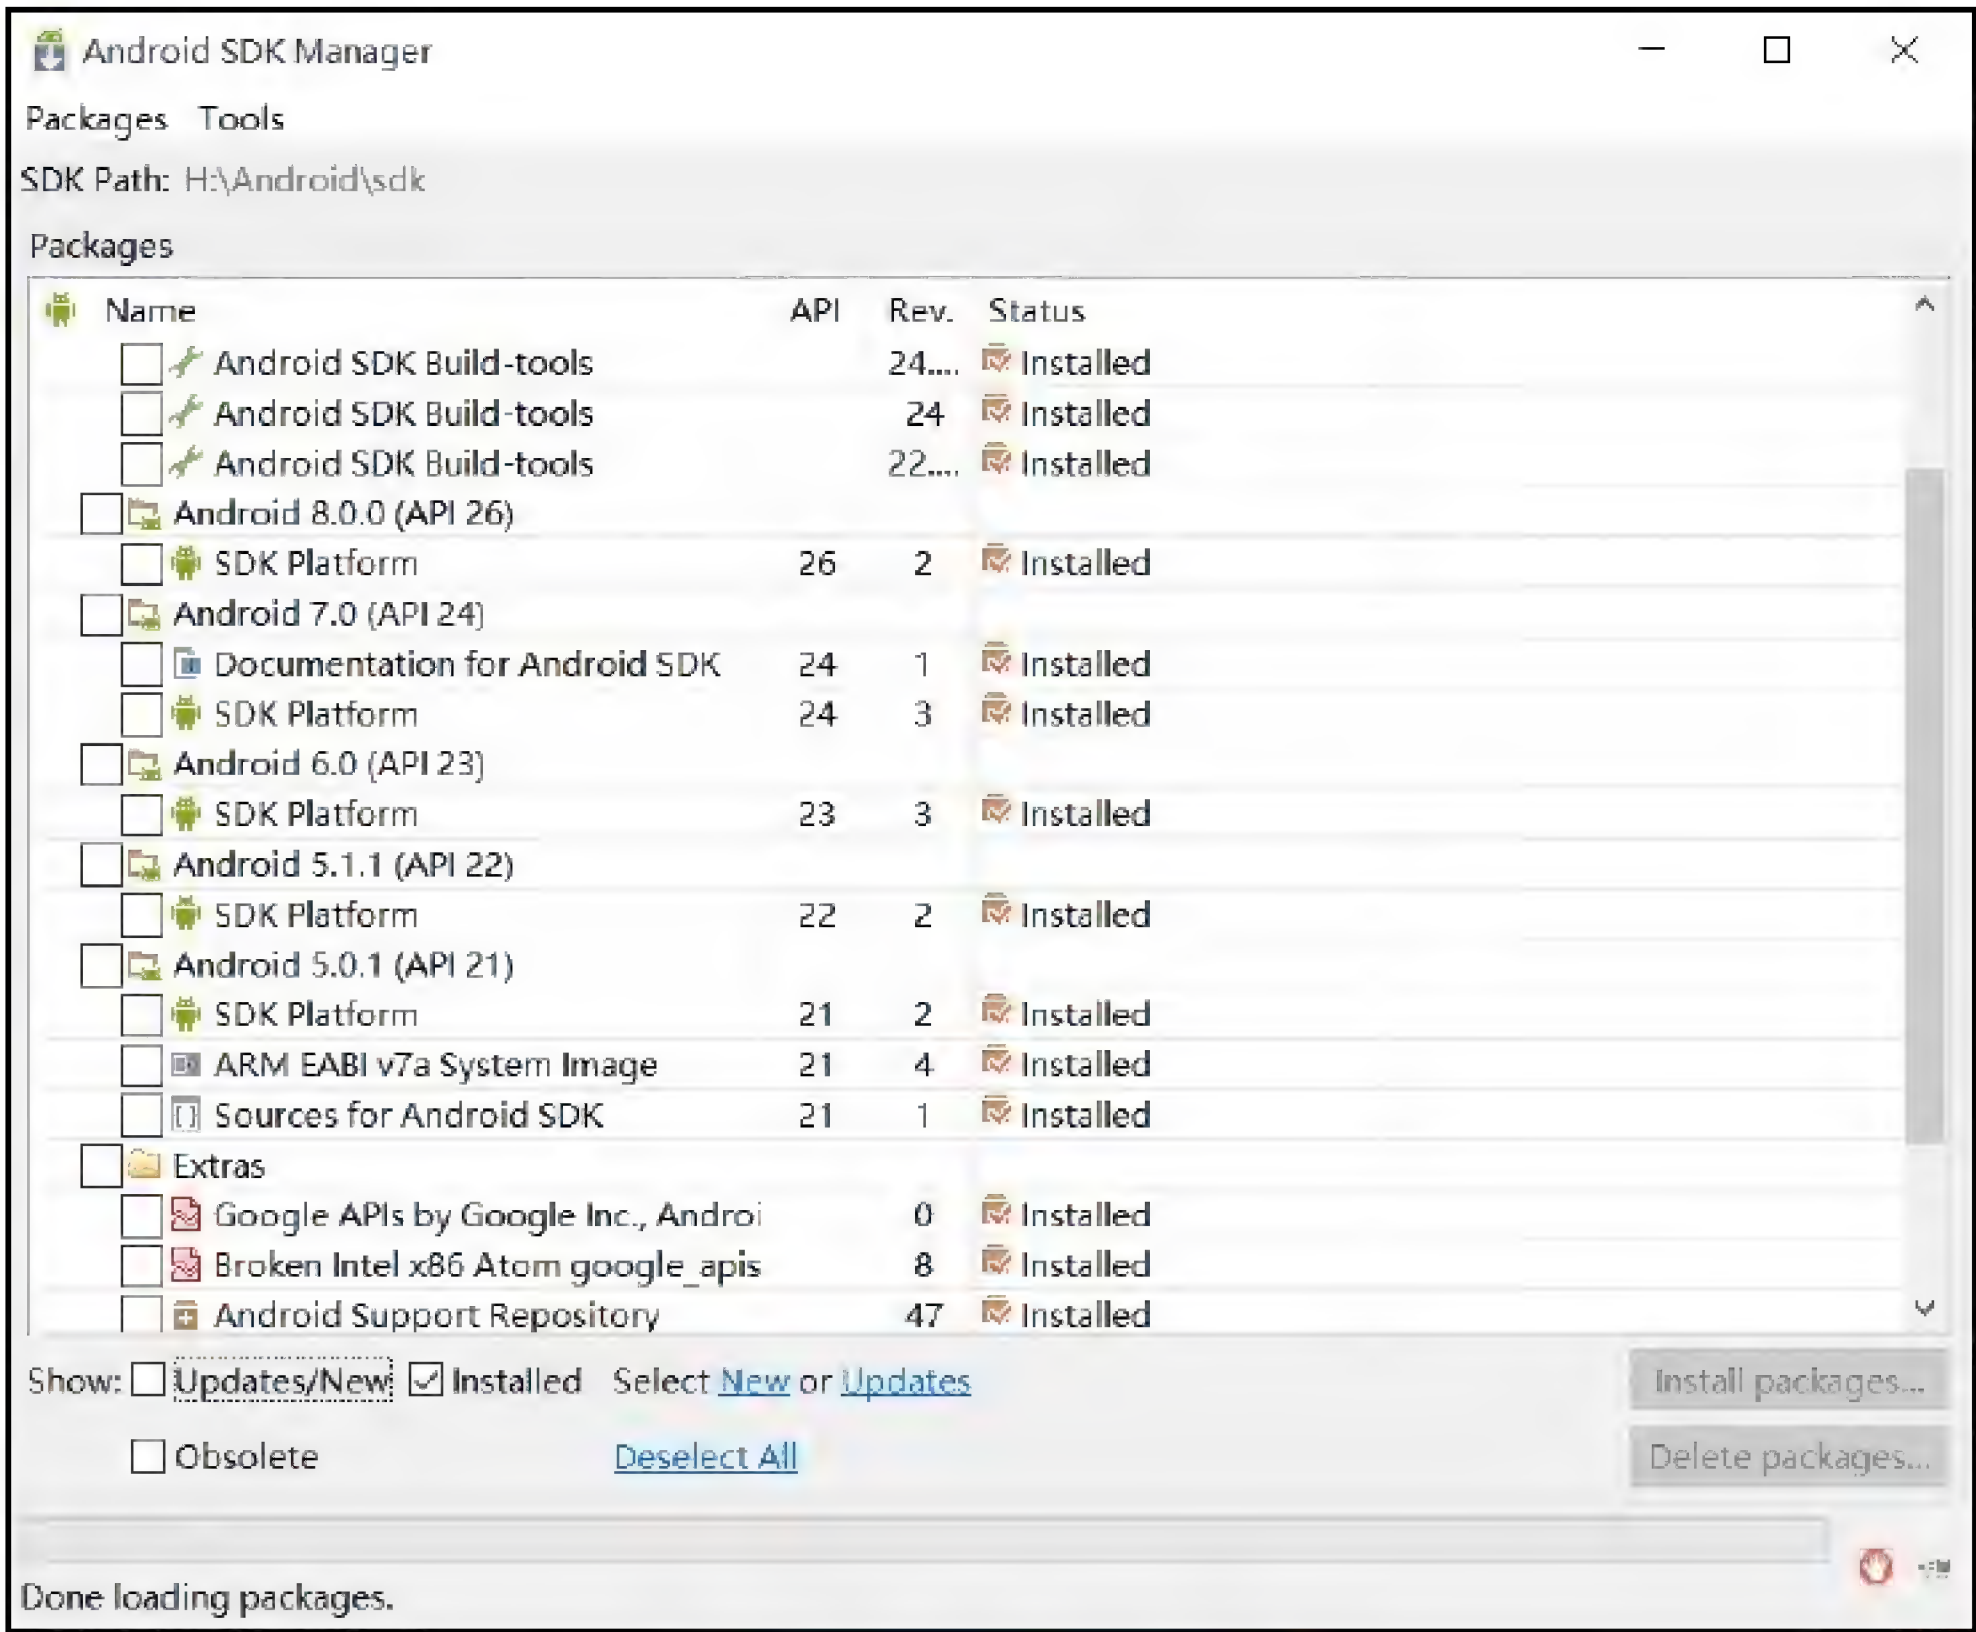 Android SDK Manager
Packages Tools
SDK Path: H:\Android\sdk
Packages
Name API Rev. Status
Android SDK Build-tools 24.... Installed
Android SDK Build-tools 24 Installed
Android SDK Build-tools 22.... Installed
Android 8.0.0 (API 26)
SDK Platform 26 2 Installed
Android 7.0 (API 24)
Documentation for Android SDK 24 1 Installed
SDK Platform 24 3 Installed
Android 6.0 (API 23)
SDK Platform 23 3 Installed
Android 5.1.1 (API 22)
SDK Platform 22 2 Installed
Android 5.0.1 (API 21)
SDK Platform 21 2 Installed
ARM EABI v7a System Image 21 4 Installed
Sources for Android SDK 21 1 Installed
Extras
Google APIs by Google Inc., Androi 0 Installed
Broken Intel x86 Atom google_apis 8 Installed
Android Support Repository 47 Installed
Show: Updates/New Installed Select New or Updates Install packages...
Obsolete Deselect All Delete packages...
Done loading packages.